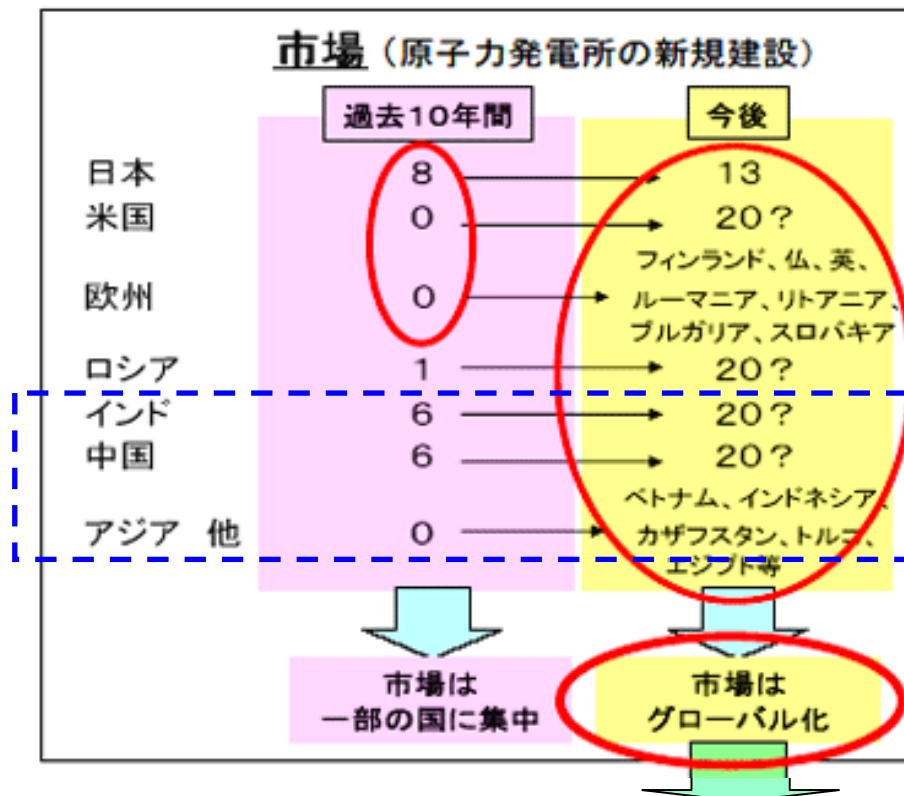 市場（原子力発電所の新規建設）
過去１０年間 今後
日本 ８ １３
米国 ０ ２０？
フィンランド、仏、英、
欧州 ０ ルーマニア、リトアニア、
ブルガリア、スロバキア
ロシア １ ２０？
インド ６ ２０？
中国 ６ ２０？
ベトナム、インドネシア、
アジア 他 ０ カザフスタン、トルコ、
エジプト等
市場は
一部の国に集中
市場は
グローバル化